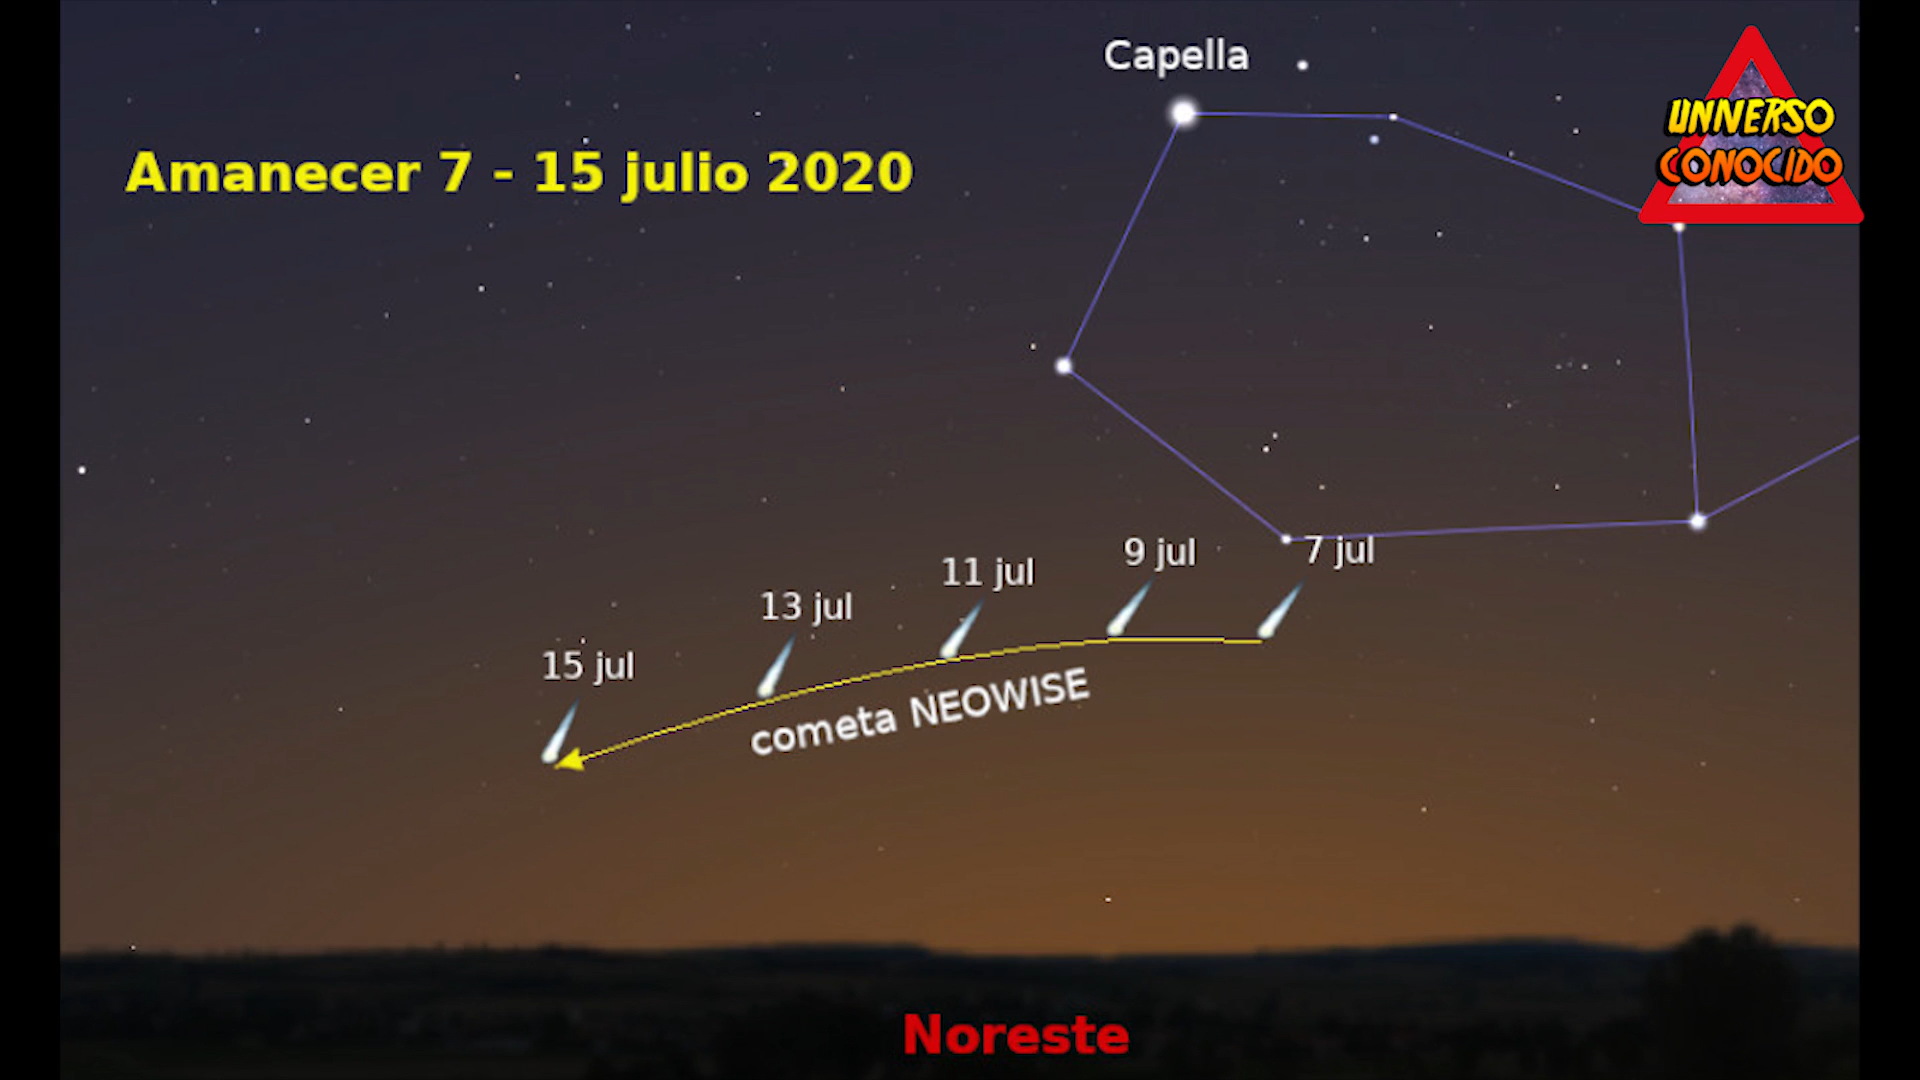 Capella
UNIVERSO
CONOCIDO
Amanecer 7 - 15 julio 2020
7 jul
9 jul
11 jul
13 jul
15 jul
cometa NEOWISE
Noreste